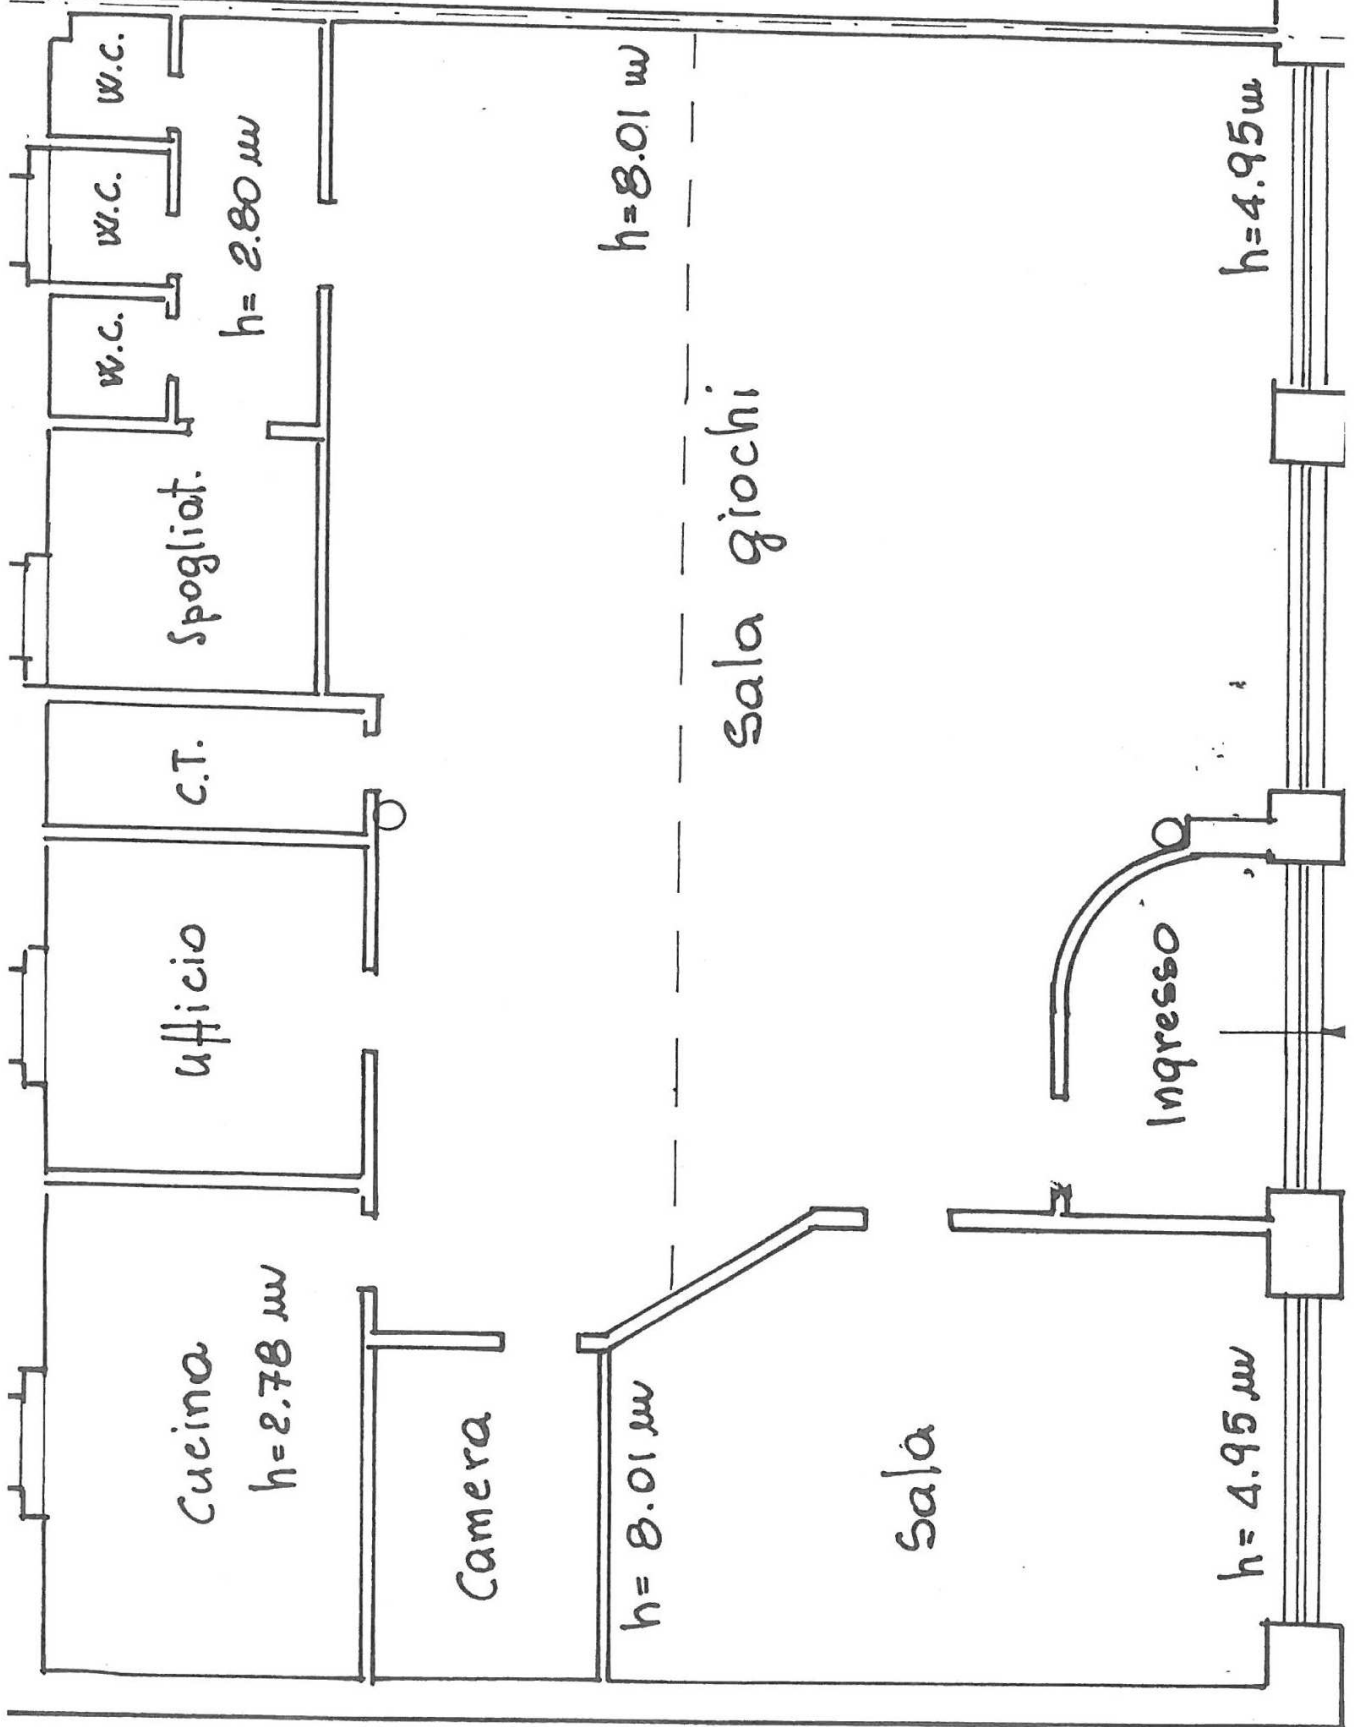 Cucina
h=2.78 m
Ufficio
C.T.
Spogliat.
W.C.
W.C.
W.C.
h= 2.80 m
Camera
h= 8.01 m
h=8.01 m
Sala giochi
Sala
Ingresso
h= 4.95 m
h=4.95 m